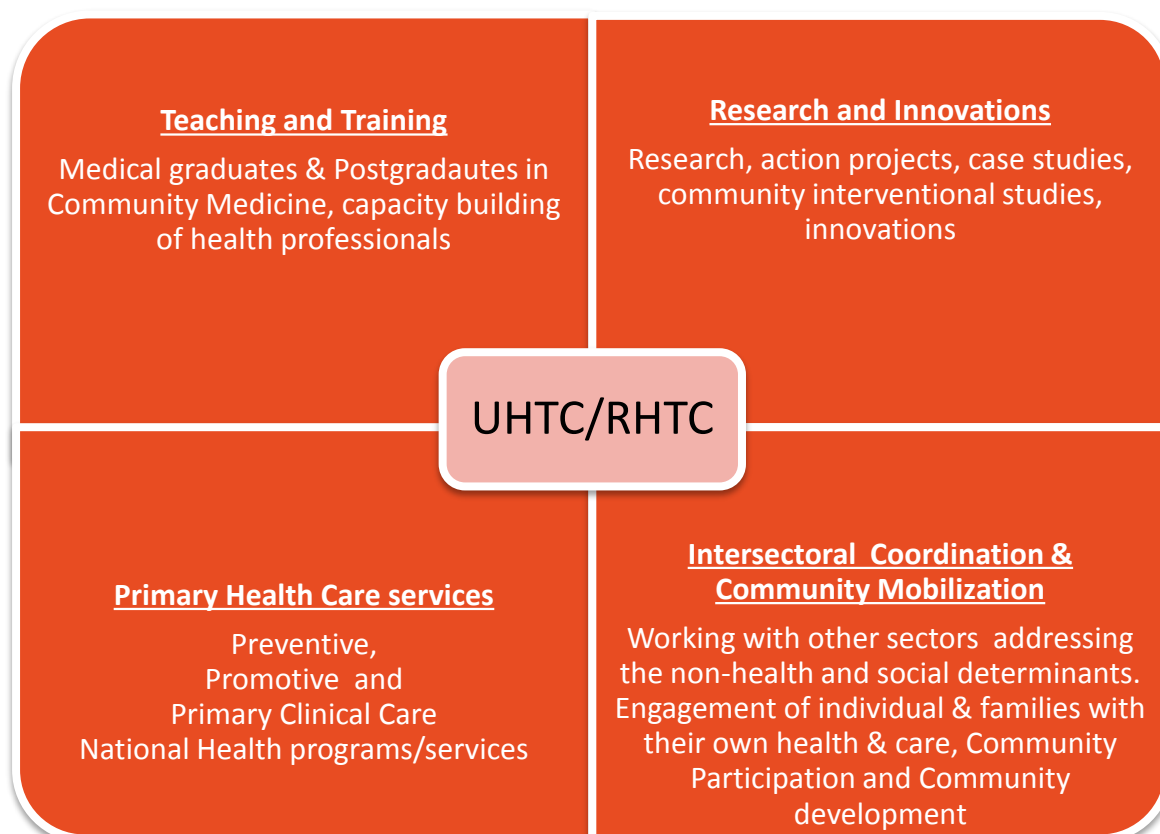 Teaching and Training
Medical graduates & Postgradautes in
Community Medicine, capacity building
of health professionals
Research and Innovations
Research, action projects, case studies,
community interventional studies,
innovations
UHTC/RHTC
Primary Health Care services
Preventive,
Promotive and
Primary Clinical Care
National Health programs/services
Intersectoral Coordination &
Community Mobilization
Working with other sectors addressing
the non-health and social determinants.
Engagement of individual & families with
their own health & care, Community
Participation and Community
development